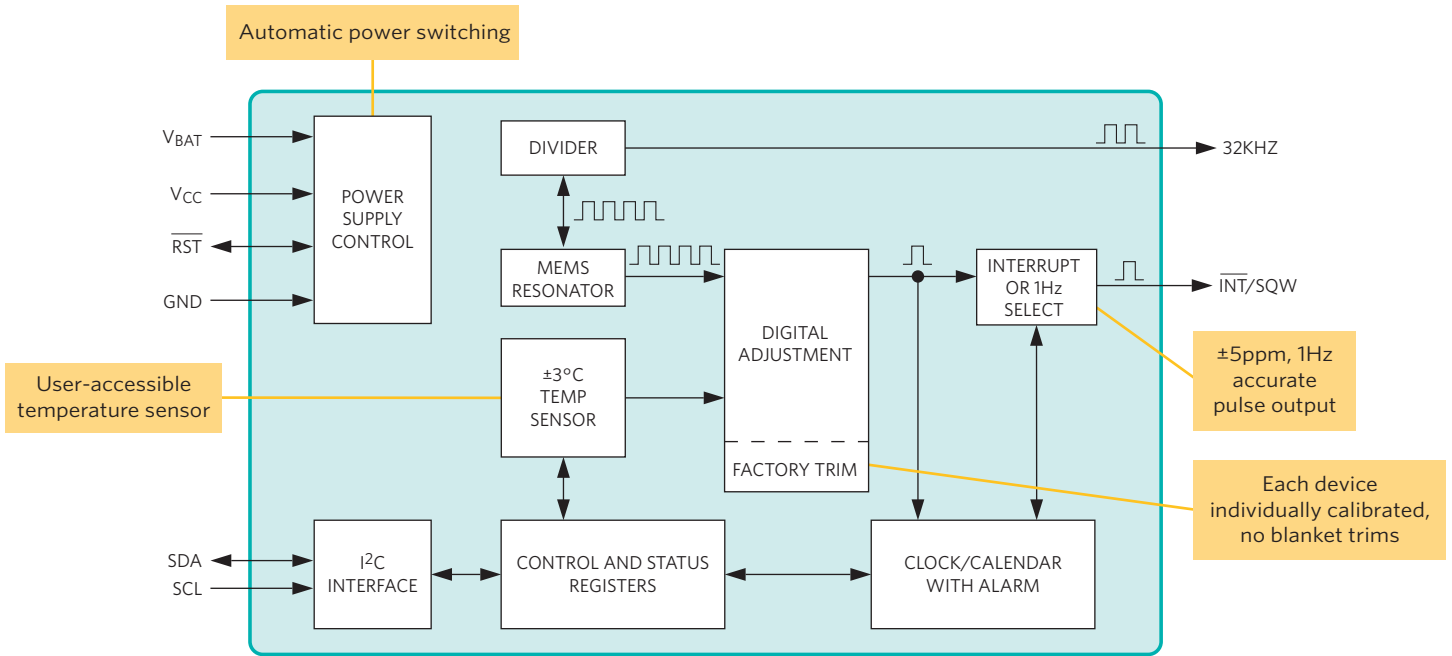 Automatic power switching
VBAT
VCC
RST
GND
POWER
SUPPLY
CONTROL
DIVIDER
32KHZ
MEMS
RESONATOR
DIGITAL
ADJUSTMENT
FACTORY TRIM
INTERRUPT
OR 1Hz
SELECT
INT/SQW
±3°C
TEMP
SENSOR
User-accessible
temperature sensor
±5ppm, 1Hz
accurate
pulse output
Each device
individually calibrated,
no blanket trims
SDA
SCL
I²C
INTERFACE
CONTROL AND STATUS
REGISTERS
CLOCK/CALENDAR
WITH ALARM